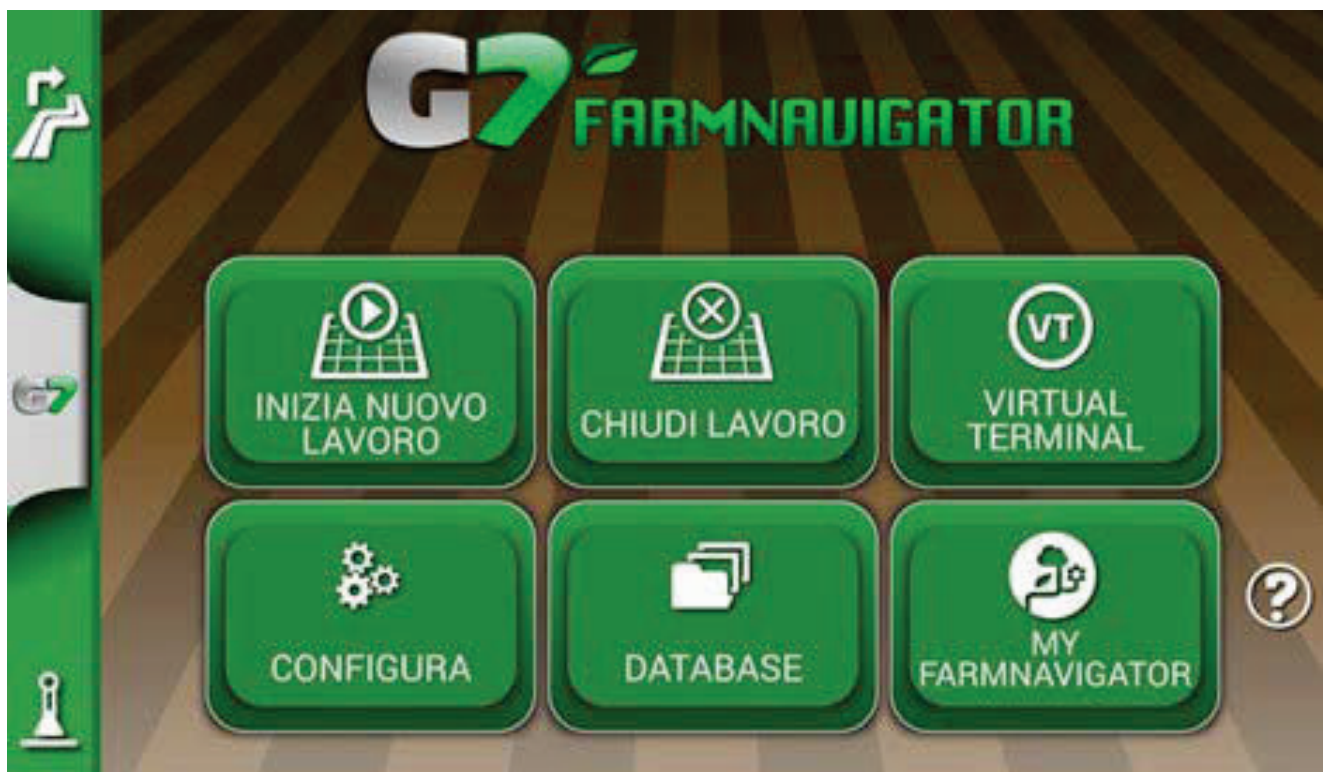 G7 FARMNAVIGATOR
INIZIA NUOVO
LAVORO
CHIUDI LAVORO
VT
VIRTUAL
TERMINAL
G7
CONFIGURA
DATABASE
MY
FARMNAVIGATOR
?